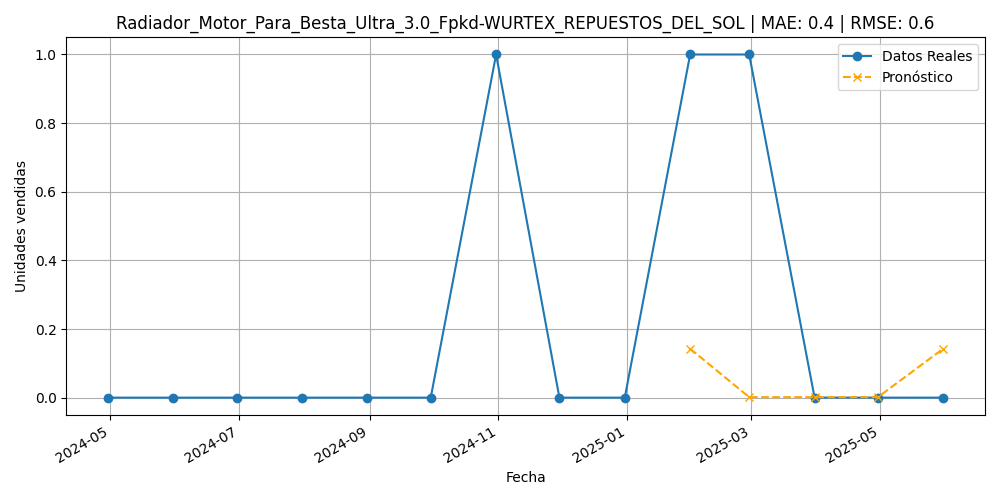 Radiador_Motor_Para_Besta_Ultra_3.0_Fpkd-WURTEX_REPUESTOS_DEL_SOL | MAE: 0.4 | RMSE: 0.6
Datos Reales
Pronóstico
Unidades vendidas
1.0
0.8
0.6
0.4
0.2
0.0
2024-05
2024-07
2024-09
2024-11
2025-01
2025-03
2025-05
Fecha